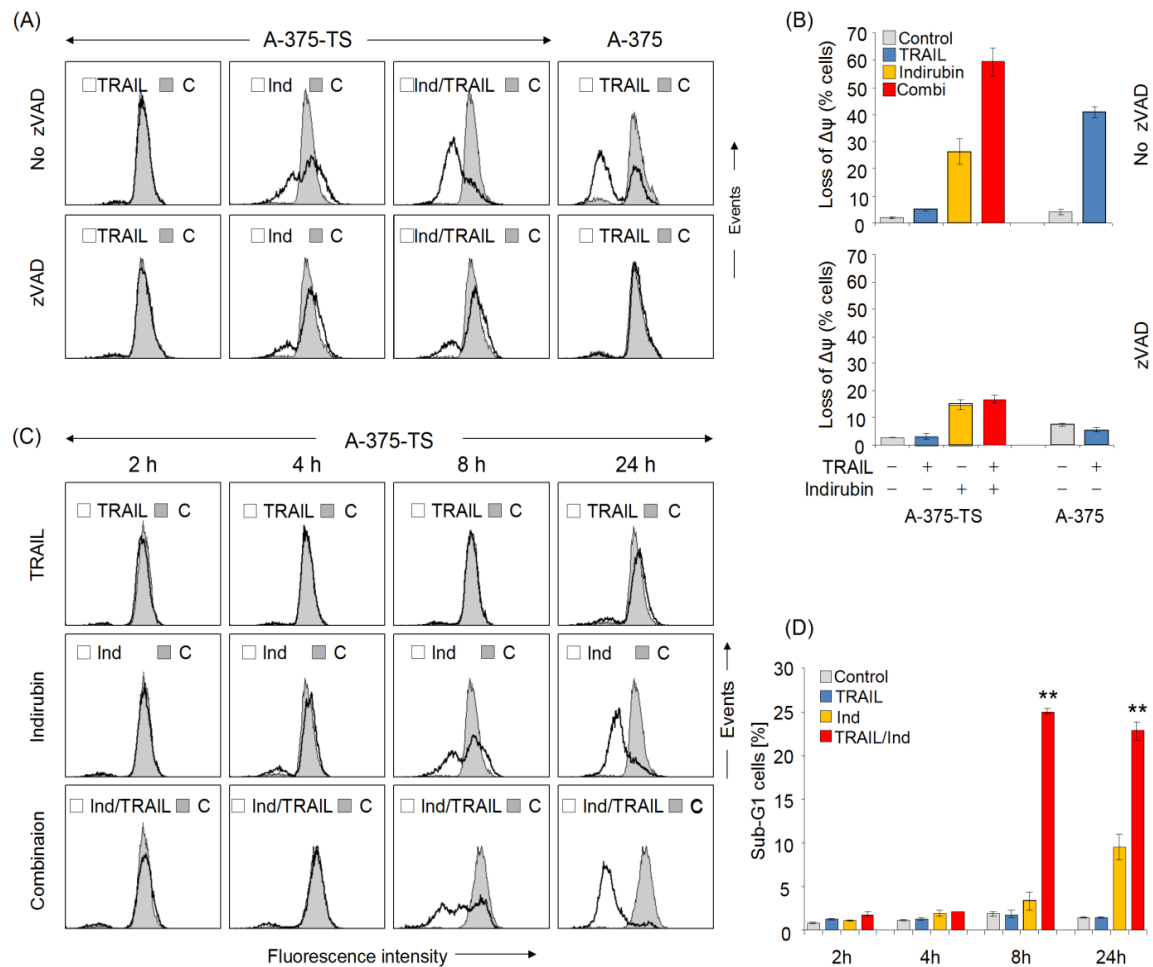 (A)
A-375-TS
A-375
No zVAD
TRAIL C
Ind C
Ind/TRAIL C
TRAIL C
zVAD
TRAIL C
Ind C
Ind/TRAIL C
TRAIL C
Events
(B)
Loss of Δψ (% cells)
70
60
50
40
30
20
10
0
Control
TRAIL
Indirubin
Combi
No zVAD
Loss of Δψ (% cells)
70
60
50
40
30
20
10
0
zVAD
TRAIL – + – + – +
Indirubin – – + + – –
A-375-TS A-375
(C)
A-375-TS
2 h 4 h 8 h 24 h
TRAIL
TRAIL C
TRAIL C
TRAIL C
TRAIL C
Indirubin
Ind C
Ind C
Ind C
Ind C
Combinaion
Ind/TRAIL C
Ind/TRAIL C
Ind/TRAIL C
Ind/TRAIL C
Events
Fluorescence intensity
(D)
Sub-G1 cells [%]
30
25
20
15
10
5
0
Control
TRAIL
Ind
TRAIL/Ind
**
**
2h 4h 8h 24h